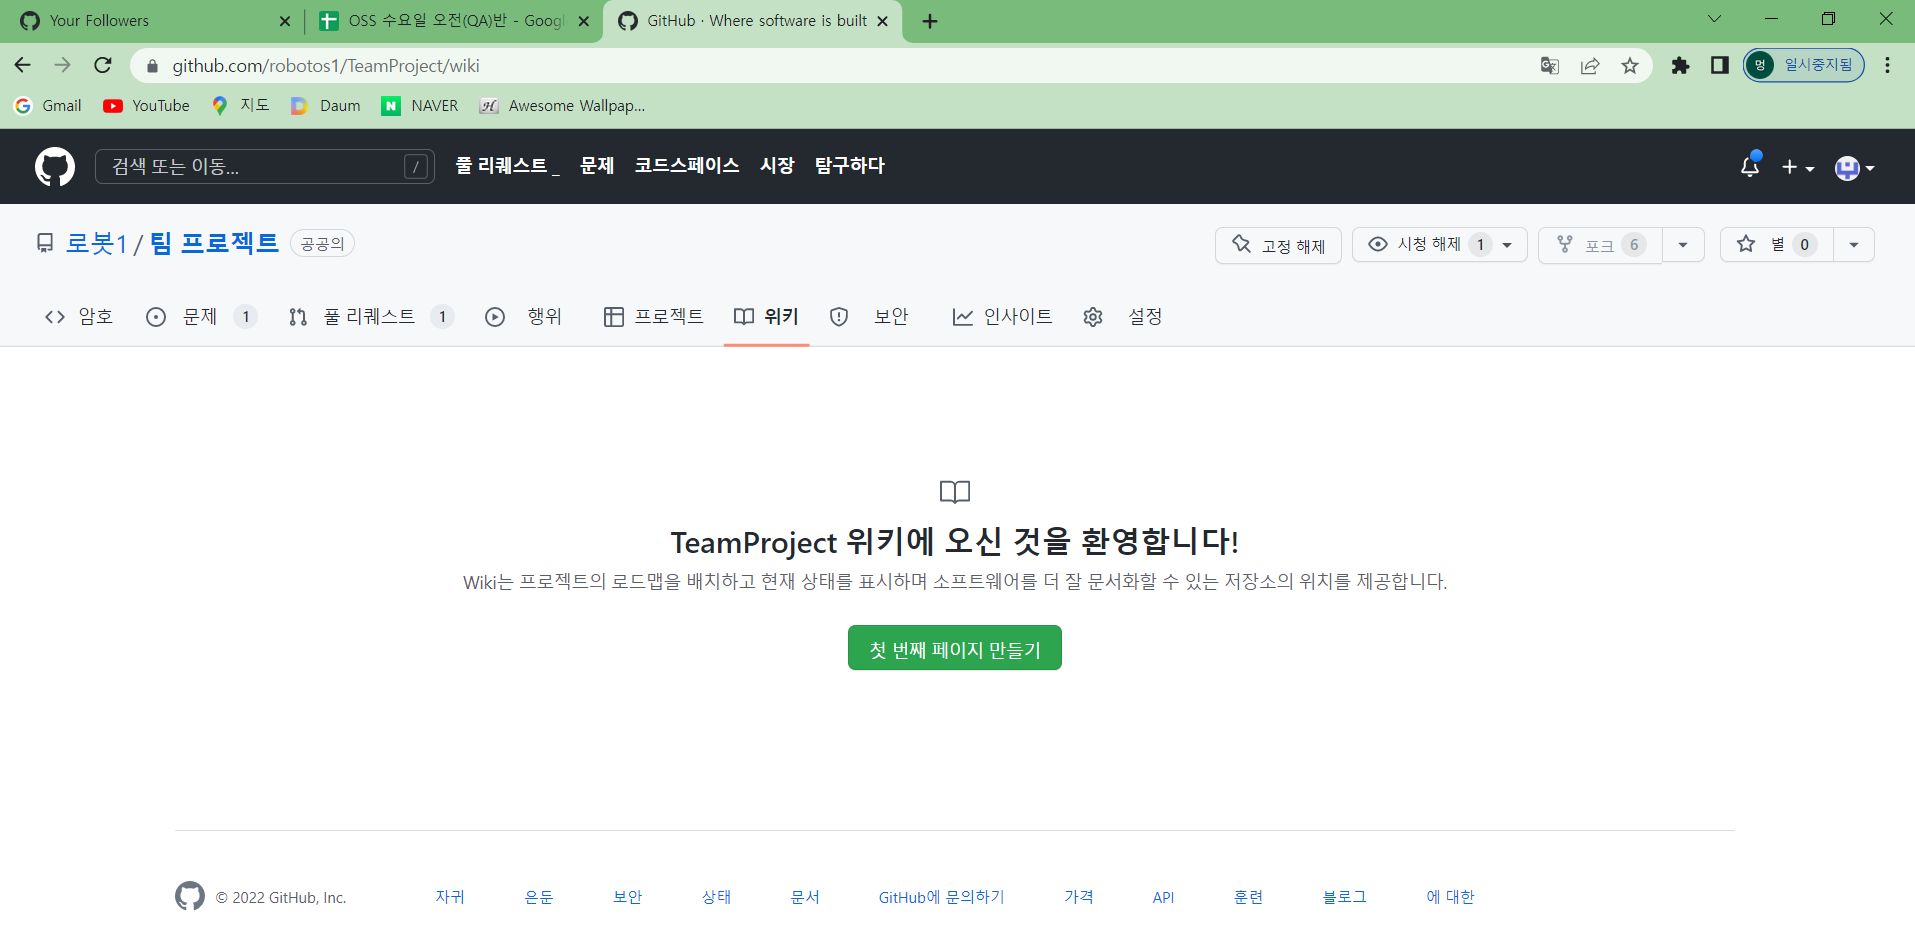 Your Followers
OSS 수요일 오전(QA)반 - Goog
GitHub · Where software is built
github.com/robotos1/TeamProject/wiki
멍 일시중지됨
Gmail YouTube 지도 Daum NAVER Awesome Wallpap...
검색 또는 이동... /
풀 리퀘스트 _ 문제 코드스페이스 시장 탐구하다
로봇1 / 팀 프로젝트 공공의
고정 해제 시청 해제 1 포크 6 별 0
암호 문제 1 풀 리퀘스트 1 행위 프로젝트 위키 보안 인사이트 설정
TeamProject 위키에 오신 것을 환영합니다!
Wiki는 프로젝트의 로드맵을 배치하고 현재 상태를 표시하며 소프트웨어를 더 잘 문서화할 수 있는 저장소의 위치를 제공합니다.
첫 번째 페이지 만들기
© 2022 GitHub, Inc. 자귀 은둔 보안 상태 문서 GitHub에 문의하기 가격 API 훈련 블로그 에 대한